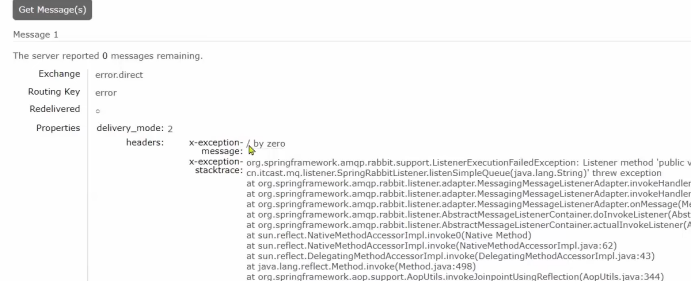 Get Message(s)
Message 1
The server reported 0 messages remaining.
Exchange error.direct
Routing Key error
Redelivered ○
Properties delivery_mode: 2
headers: x-exception-message: / by zero
x-exception-stacktrace: org.springframework.amqp.rabbit.support.ListenerExecutionFailedException: Listener method 'public v
cn.itcast.mq.listener.SpringRabbitListener.listenSimpleQueue(java.lang.String)' threw exception
at org.springframework.amqp.rabbit.listener.adapter.MessagingMessageListenerAdapter.invokeHandler
at org.springframework.amqp.rabbit.listener.adapter.MessagingMessageListenerAdapter.invokeHandler
at org.springframework.amqp.rabbit.listener.adapter.MessagingMessageListenerAdapter.onMessage(Me
at org.springframework.amqp.rabbit.listener.AbstractMessageListenerContainer.doInvokeListener(Abst
at org.springframework.amqp.rabbit.listener.AbstractMessageListenerContainer.actualInvokeListener(A
at sun.reflect.NativeMethodAccessorImpl.invoke0(Native Method)
at sun.reflect.NativeMethodAccessorImpl.invoke(NativeMethodAccessorImpl.java:62)
at sun.reflect.DelegatingMethodAccessorImpl.invoke(DelegatingMethodAccessorImpl.java:43)
at java.lang.reflect.Method.invoke(Method.java:498)
at org.springframework.aop.support.AopUtils.invokeJoinpointUsingReflection(AopUtils.java:344)